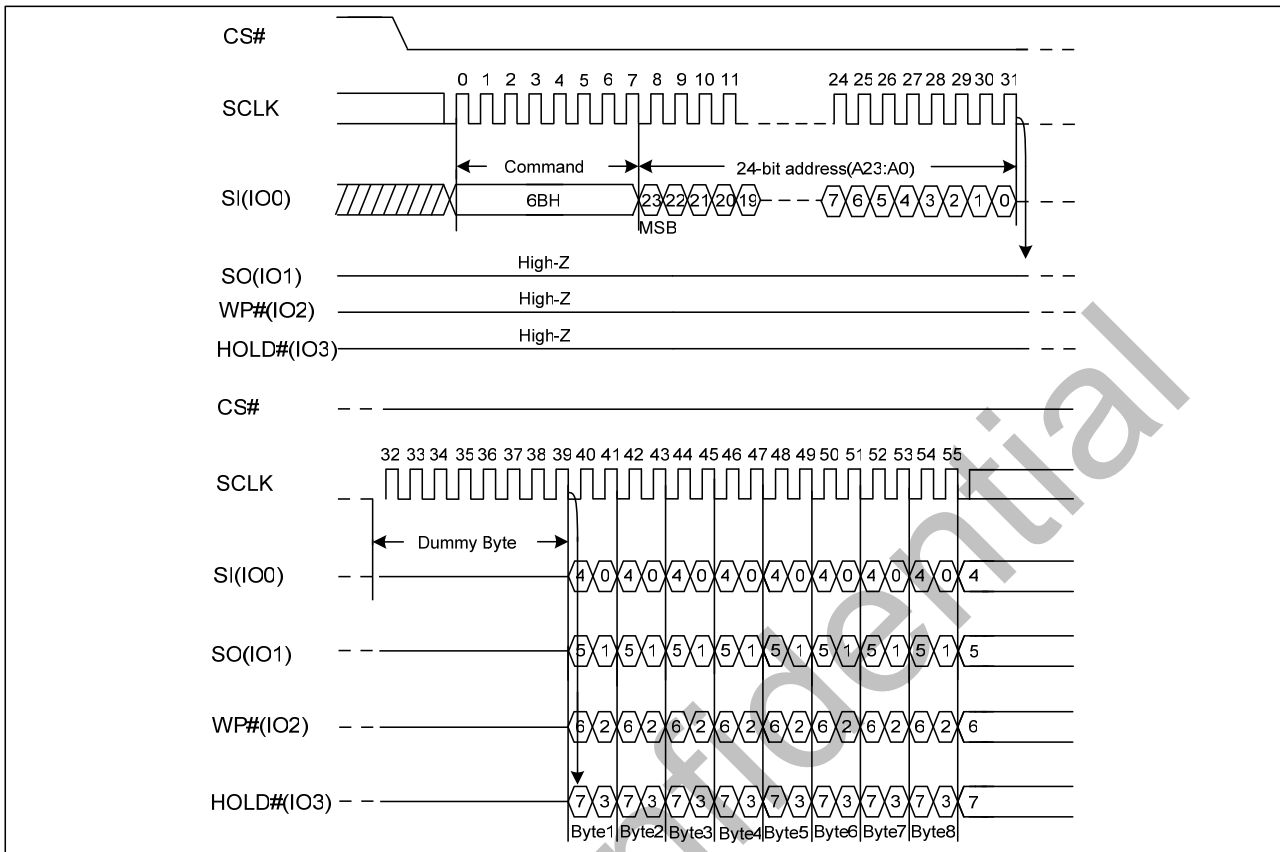 CS#
0 1 2 3 4 5 6 7 8 9 10 11 24 25 26 27 28 29 30 31
SCLK
Command 24-bit address(A23:A0)
SI(IO0) 6BH 23 22 21 20 19 7 6 5 4 3 2 1 0
MSB
SO(IO1) High-Z
WP#(IO2) High-Z
HOLD#(IO3) High-Z
CS#
32 33 34 35 36 37 38 39 40 41 42 43 44 45 46 47 48 49 50 51 52 53 54 55
SCLK
Dummy Byte
SI(IO0) 4 0 4 0 4 0 4 0 4 0 4 0 4 0 4 0 4
SO(IO1) 5 1 5 1 5 1 5 1 5 1 5 1 5 1 5 1 5
WP#(IO2) 6 2 6 2 6 2 6 2 6 2 6 2 6 2 6 2 6
HOLD#(IO3) 7 3 7 3 7 3 7 3 7 3 7 3 7 3 7 3 7
Byte1 Byte2 Byte3 Byte4 Byte5 Byte6 Byte7 Byte8
nfidential